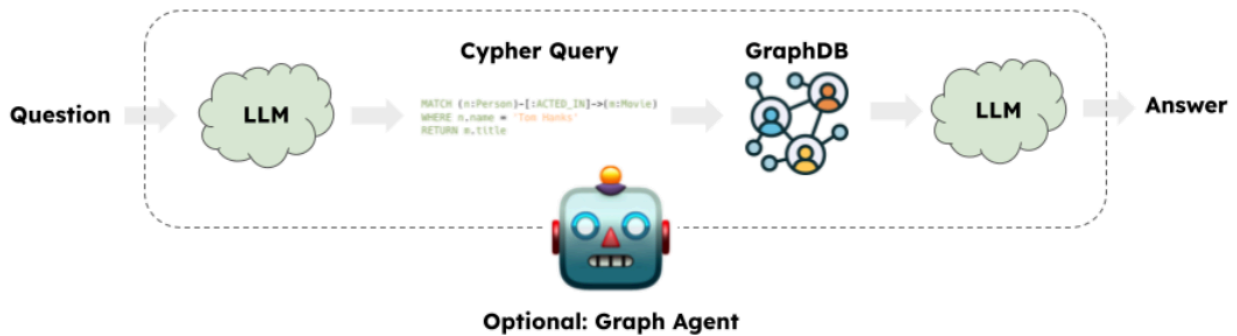 Cypher Query
GraphDB
Question
LLM
MATCH (n:Person)-[:ACTED_IN]->(m:Movie)
WHERE n.name = 'Tom Hanks'
RETURN m.title
LLM
Answer
Optional: Graph Agent